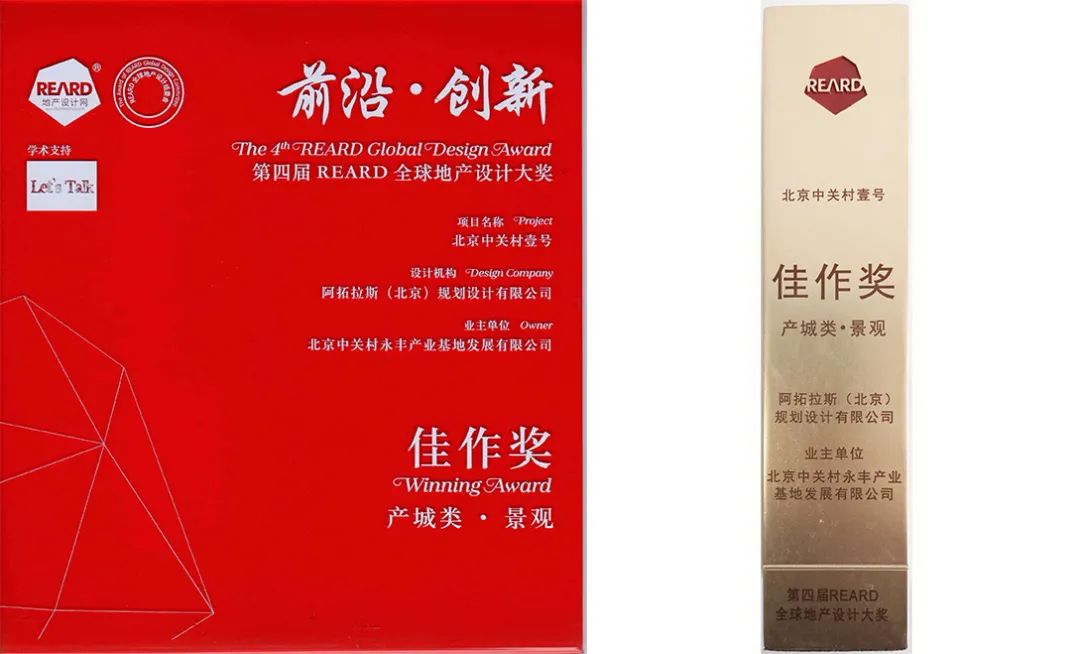 REARD®
地产设计网
The Award of REARD Global Design Collection
学术支持
Let's Talk
前沿·创新
The 4th REARD Global Design Award
第四届 REARD 全球地产设计大奖
项目名称 Project
北京中关村壹号
设计机构 Design Company
阿拓拉斯（北京）规划设计有限公司
业主单位 Owner
北京中关村永丰产业基地发展有限公司
佳作奖
Winning Award
产城类 · 景观
REARD
北京中关村壹号
佳作奖
产城类·景观
阿拓拉斯（北京）
规划设计有限公司
业主单位
北京中关村永丰产业
基地发展有限公司
第四届REARD
全球地产设计大奖